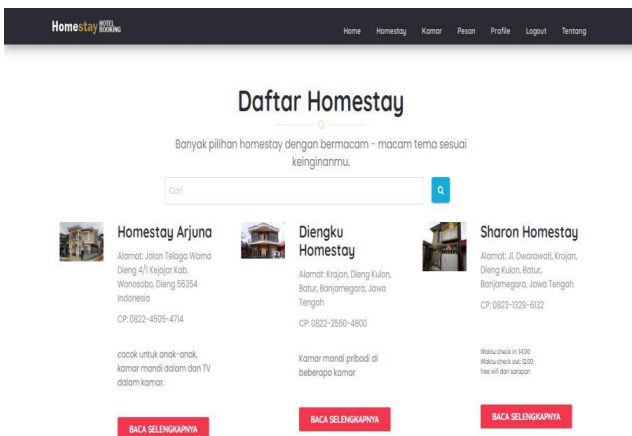 Homestay HOTEL BOOKING
Home Homestay Kamar Pesan Profile Logout Tentang
Daftar Homestay
Banyak pilihan homestay dengan bermacam - macam tema sesuai
keinginanmu.
Cari
Homestay Arjuna
Alamat: Jalan Telaga Warna
Dieng 4/1 Kejajar Kab.
Wonosobo, Dieng 56354
Indonesia
CP: 0822-4505-4714
cocok untuk anak-anak,
kamar mandi dalam dan TV
dalam kamar.
BACA SELENGKAPNYA
Diengku
Homestay
Alamat: Krajan, Dieng Kulon,
Batur, Banjarnegara, Jawa
Tengah
CP: 0822-2550-4800
Kamar mandi pribadi di
beberapa kamar
BACA SELENGKAPNYA
Sharon Homestay
Alamat: Jl. Dwarawati, Krajan,
Dieng Kulon, Batur,
Banjarnegara, Jawa Tengah
CP: 0823-1329-6132
Waktu check in: 14.00
Waktu check out: 12.00
free wifi dan sarapan
BACA SELENGKAPNYA